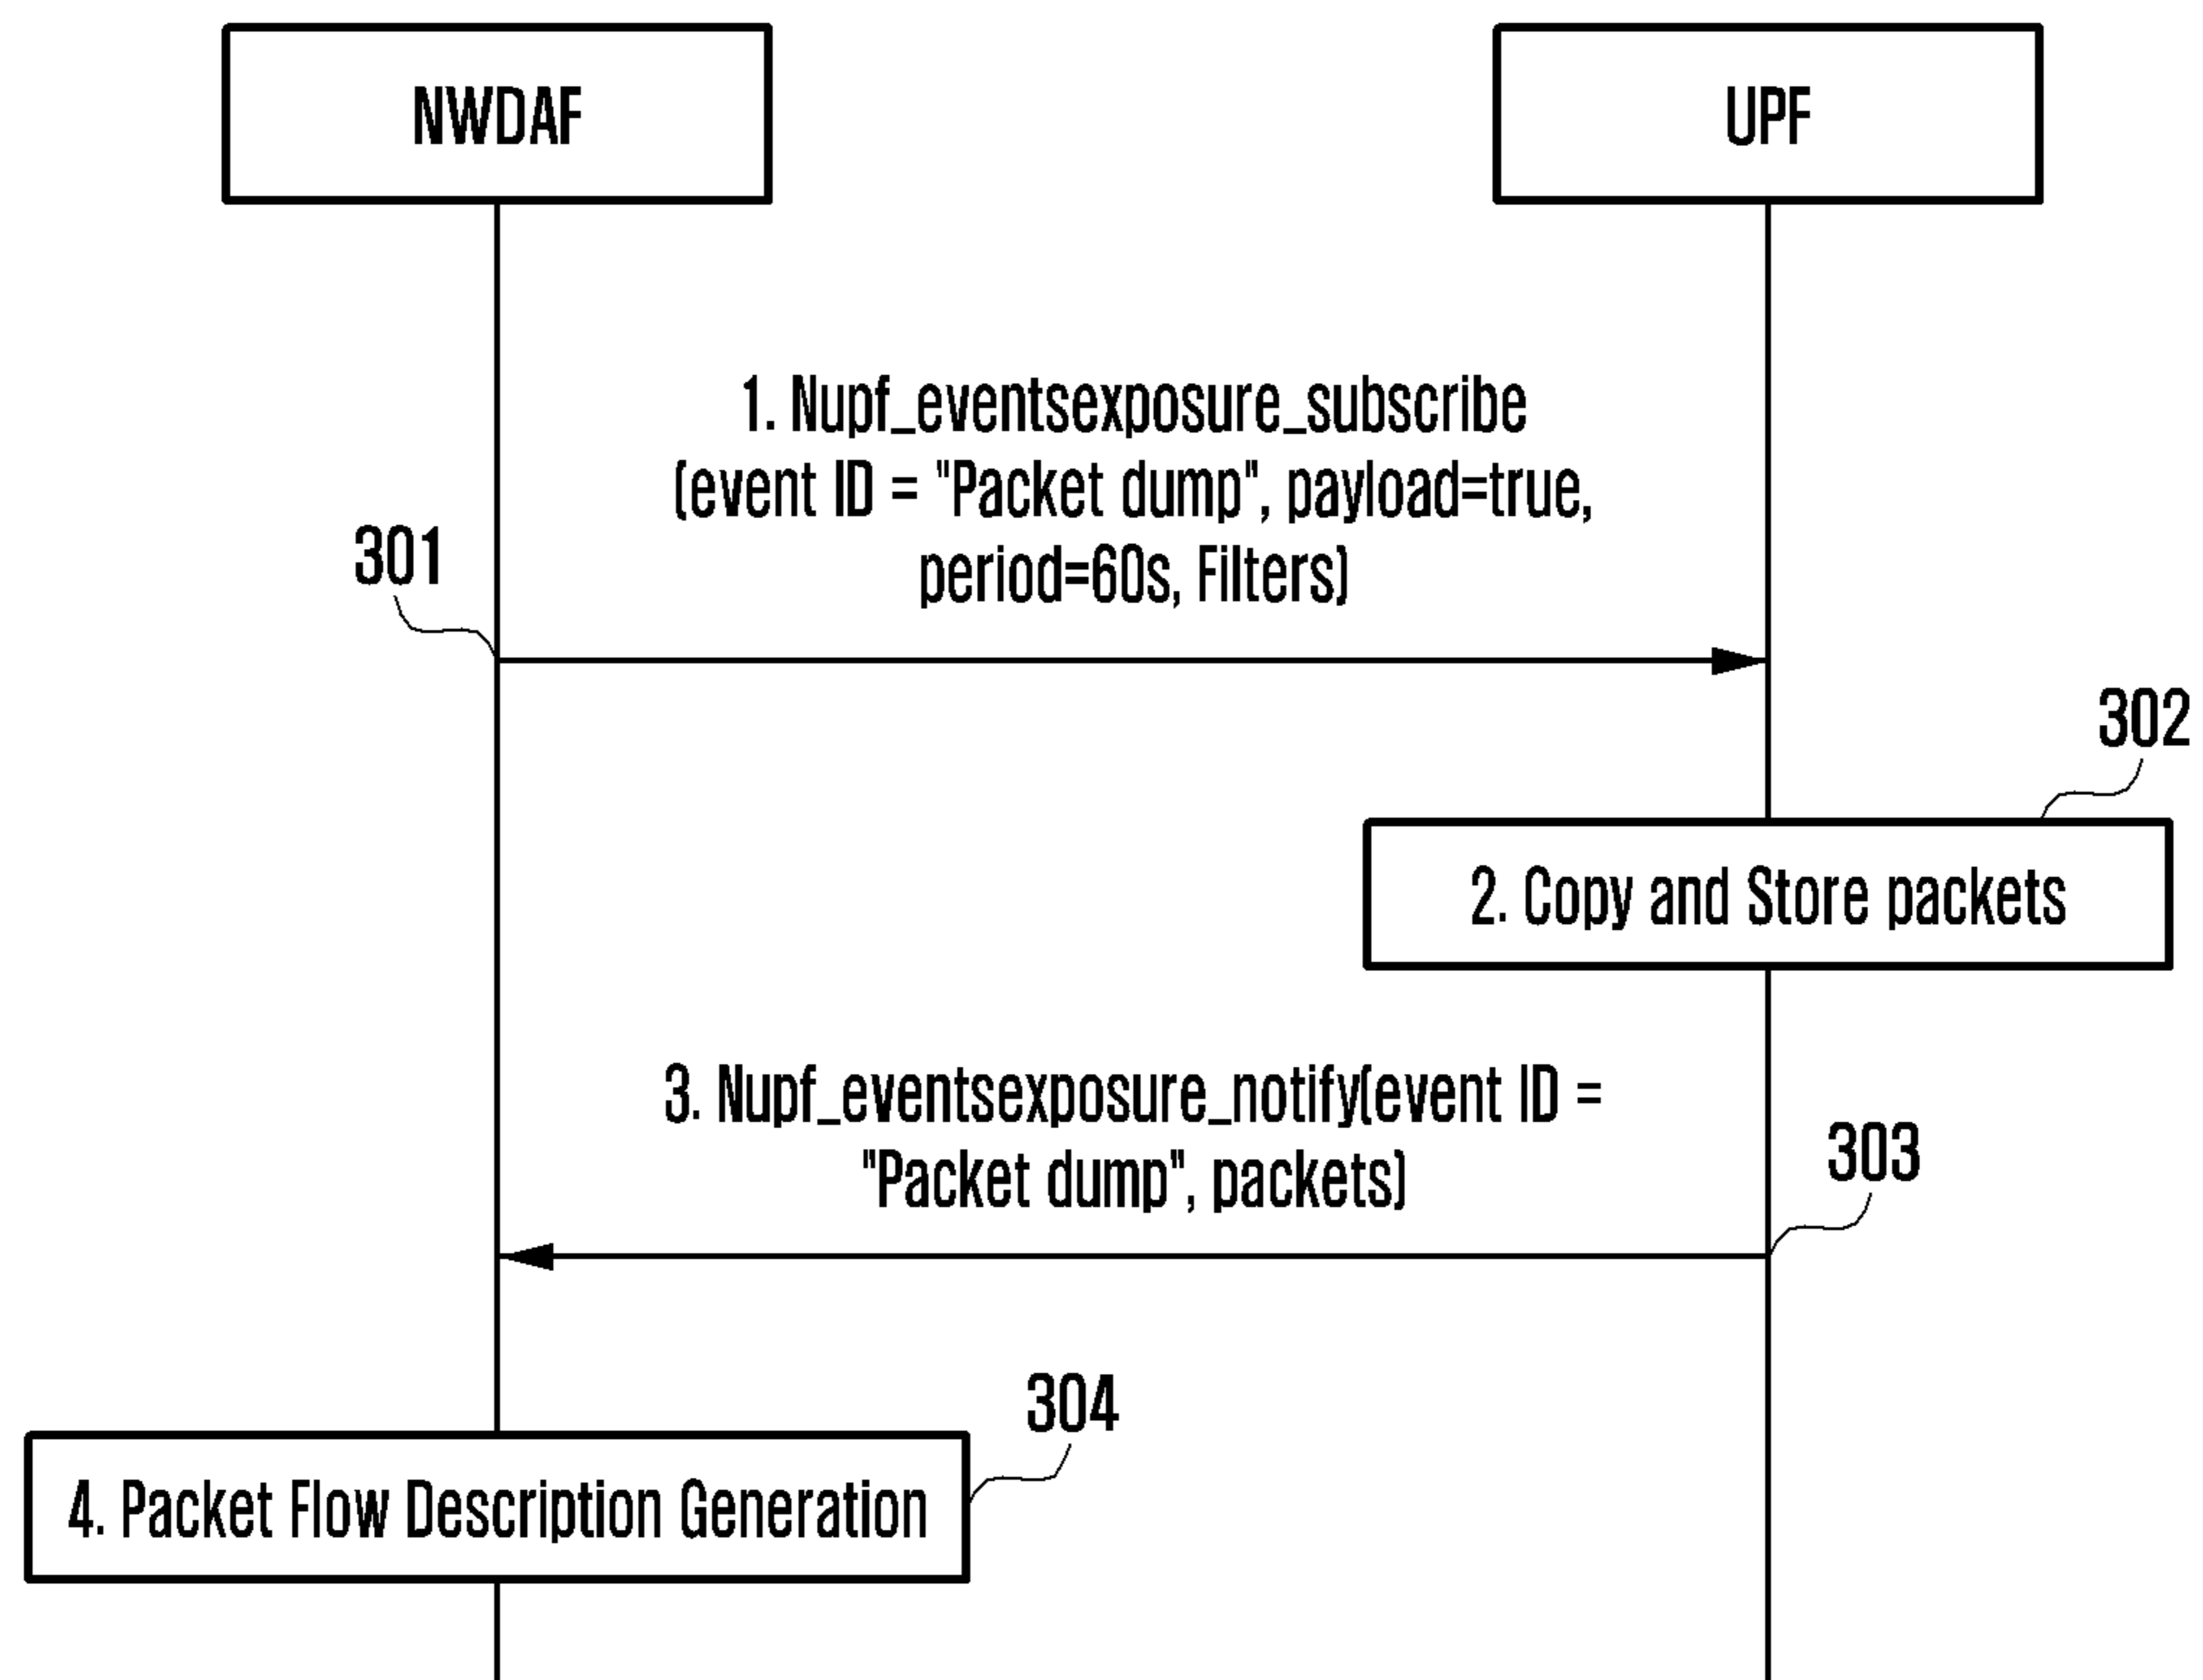 NWDAF
UPF
1. Nupf_eventsexposure_subscribe
(event ID = "Packet dump", payload=true,
period=60s, Filters)
301
302
2. Copy and Store packets
3. Nupf_eventsexposure_notify(event ID =
"Packet dump", packets)
303
304
4. Packet Flow Description Generation